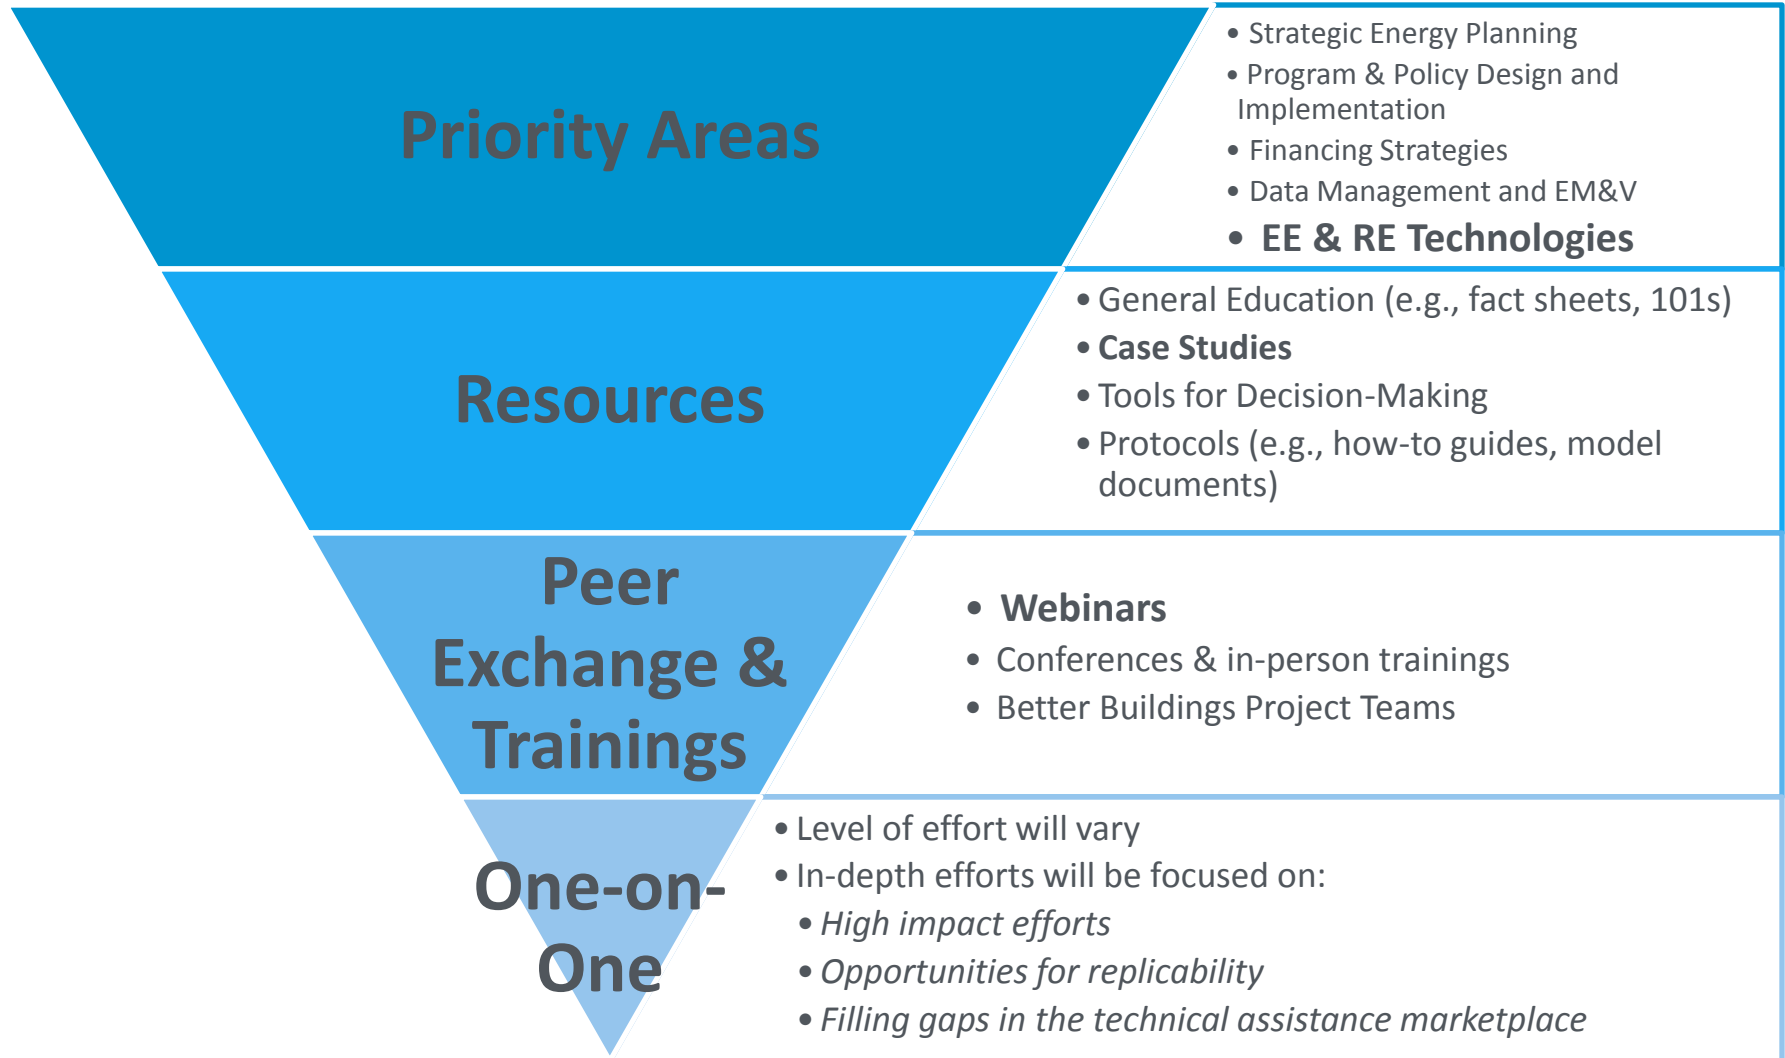 Priority Areas
• Strategic Energy Planning
• Program & Policy Design and
Implementation
• Financing Strategies
• Data Management and EM&V
• EE & RE Technologies
Resources
• General Education (e.g., fact sheets, 101s)
• Case Studies
• Tools for Decision-Making
• Protocols (e.g., how-to guides, model
documents)
Peer
Exchange &
Trainings
• Webinars
• Conferences & in-person trainings
• Better Buildings Project Teams
One-on-
One
• Level of effort will vary
• In-depth efforts will be focused on:
• High impact efforts
• Opportunities for replicability
• Filling gaps in the technical assistance marketplace